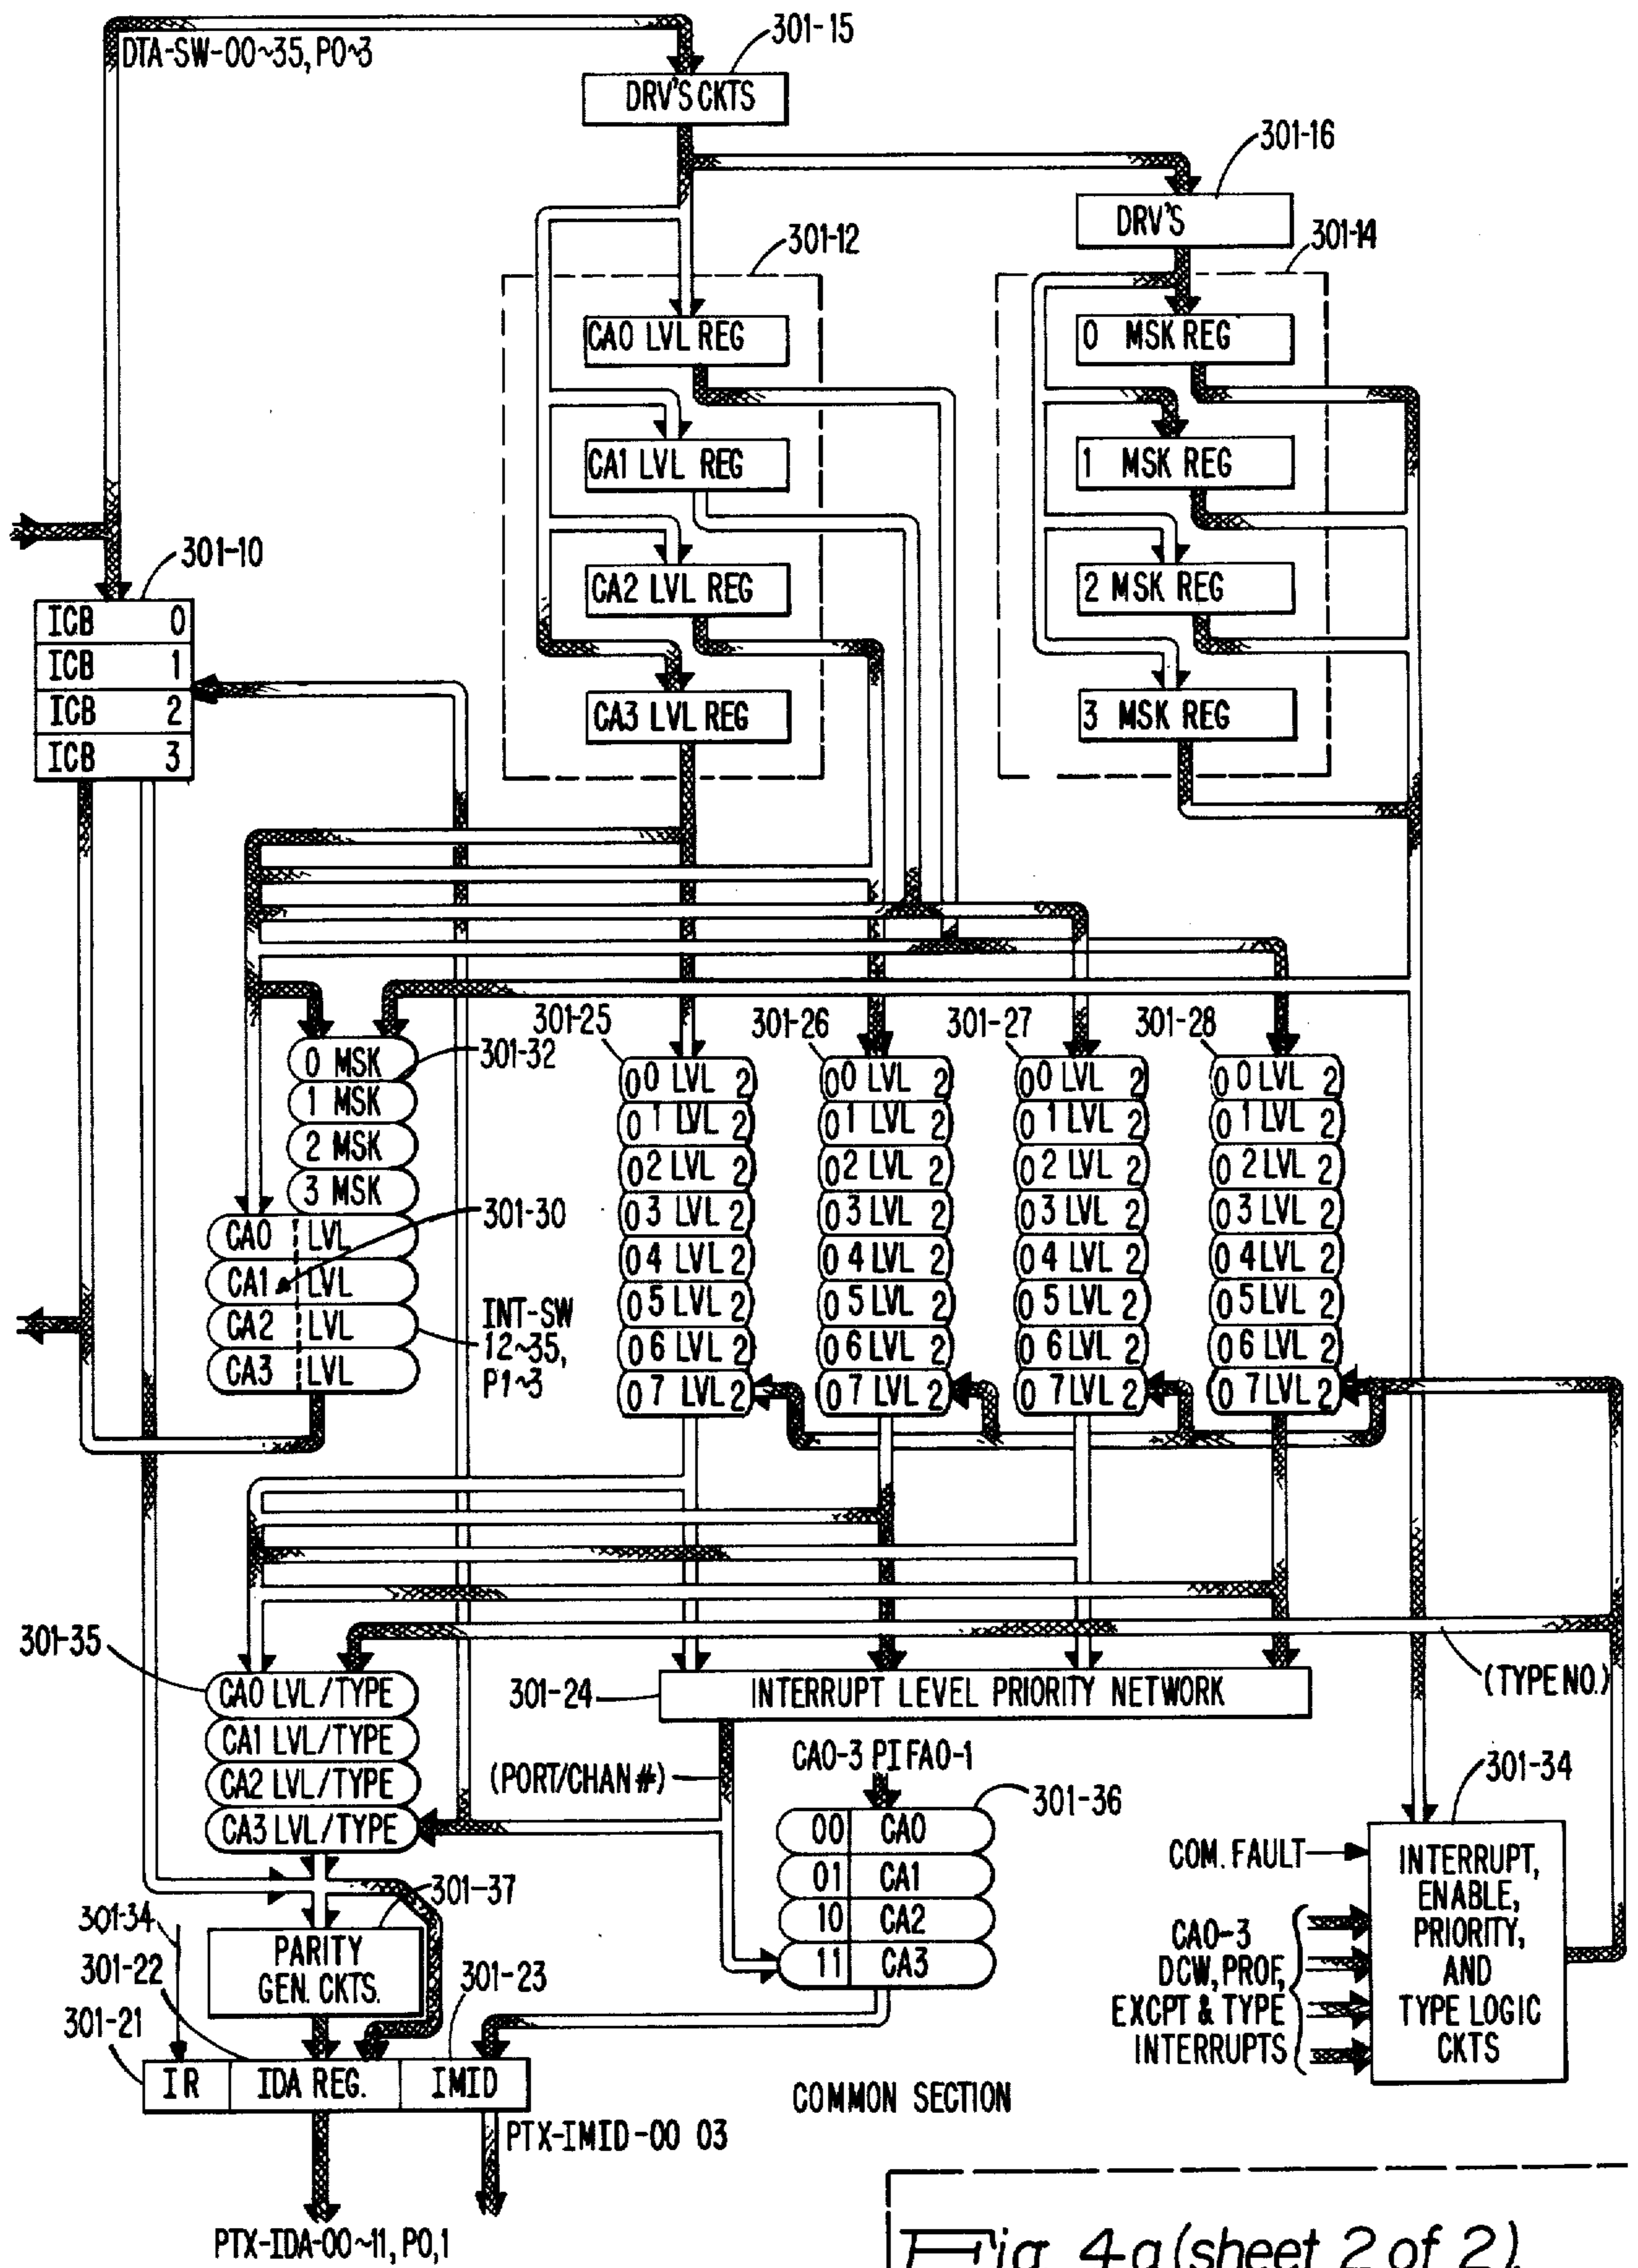 301-15
DTA-SW-00~35, P0~3
DRV'S CKTS
301-16
DRV'S
301-12
301-14
CA0 LVL REG
0 MSK REG
CA1 LVL REG
1 MSK REG
301-10
CA2 LVL REG
2 MSK REG
ICB 0
ICB 1
ICB 2
ICB 3
CA3 LVL REG
3 MSK REG
301-25
301-26
301-27
301-28
0 MSK
1 MSK
2 MSK
3 MSK
301-32
301-30
CA0 LVL
CA1 LVL
CA2 LVL
CA3 LVL
INT-SW
12~35,
P1~3
0 0 LVL 2
0 1 LVL 2
0 2 LVL 2
0 3 LVL 2
0 4 LVL 2
0 5 LVL 2
0 6 LVL 2
0 7 LVL 2
0 0 LVL 2
0 1 LVL 2
0 2 LVL 2
0 3 LVL 2
0 4 LVL 2
0 5 LVL 2
0 6 LVL 2
0 7 LVL 2
0 0 LVL 2
0 1 LVL 2
0 2 LVL 2
0 3 LVL 2
0 4 LVL 2
0 5 LVL 2
0 6 LVL 2
0 7 LVL 2
0 0 LVL 2
0 1 LVL 2
0 2 LVL 2
0 3 LVL 2
0 4 LVL 2
0 5 LVL 2
0 6 LVL 2
0 7 LVL 2
301-35
CA0 LVL/TYPE
CA1 LVL/TYPE
CA2 LVL/TYPE
CA3 LVL/TYPE
301-24
INTERRUPT LEVEL PRIORITY NETWORK
(TYPE NO.)
(PORT/CHAN #)
CA0-3 PIFA0-1
301-36
00 CA0
01 CA1
10 CA2
11 CA3
301-34
COM. FAULT
CA0-3
DCW, PROF,
EXCPT & TYPE
INTERRUPTS
INTERRUPT,
ENABLE,
PRIORITY,
AND
TYPE LOGIC
CKTS
301-37
301-34
PARITY
GEN. CKTS.
301-22
301-23
301-21
IR
IDA REG.
IMID
COMMON SECTION
PTX-IMID-00 03
PTX-IDA-00~11, P0,1
Fig. 4a (sheet 2 of 2)